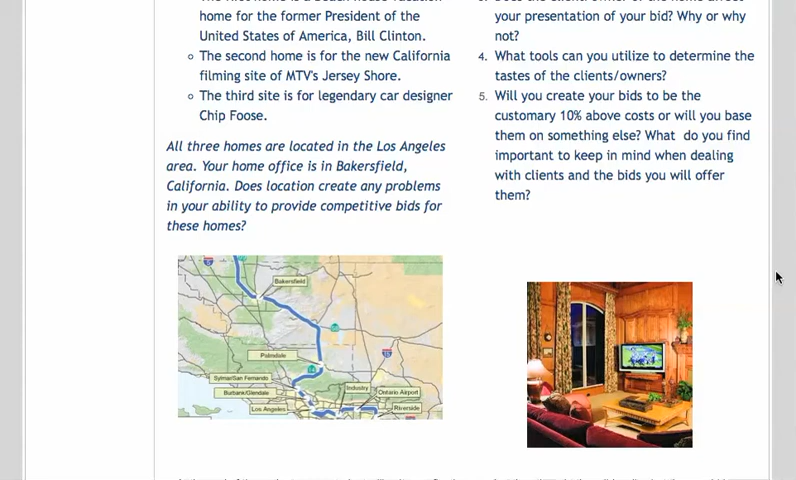 home for the former President of the
United States of America, Bill Clinton.
The second home is for the new California
filming site of MTV's Jersey Shore.
The third site is for legendary car designer
Chip Foose.
All three homes are located in the Los Angeles
area. Your home office is in Bakersfield,
California. Does location create any problems
in your ability to provide competitive bids for
these homes?
Bakersfield
Palmdale
Sylmar/San Fernando
Burbank/Glendale
Los Angeles
Industry
Ontario Airport
Riverside
your presentation of your bid? Why or why
not?
4. What tools can you utilize to determine the
tastes of the clients/owners?
5. Will you create your bids to be the
customary 10% above costs or will you base
them on something else? What do you find
important to keep in mind when dealing
with clients and the bids you will offer
them?